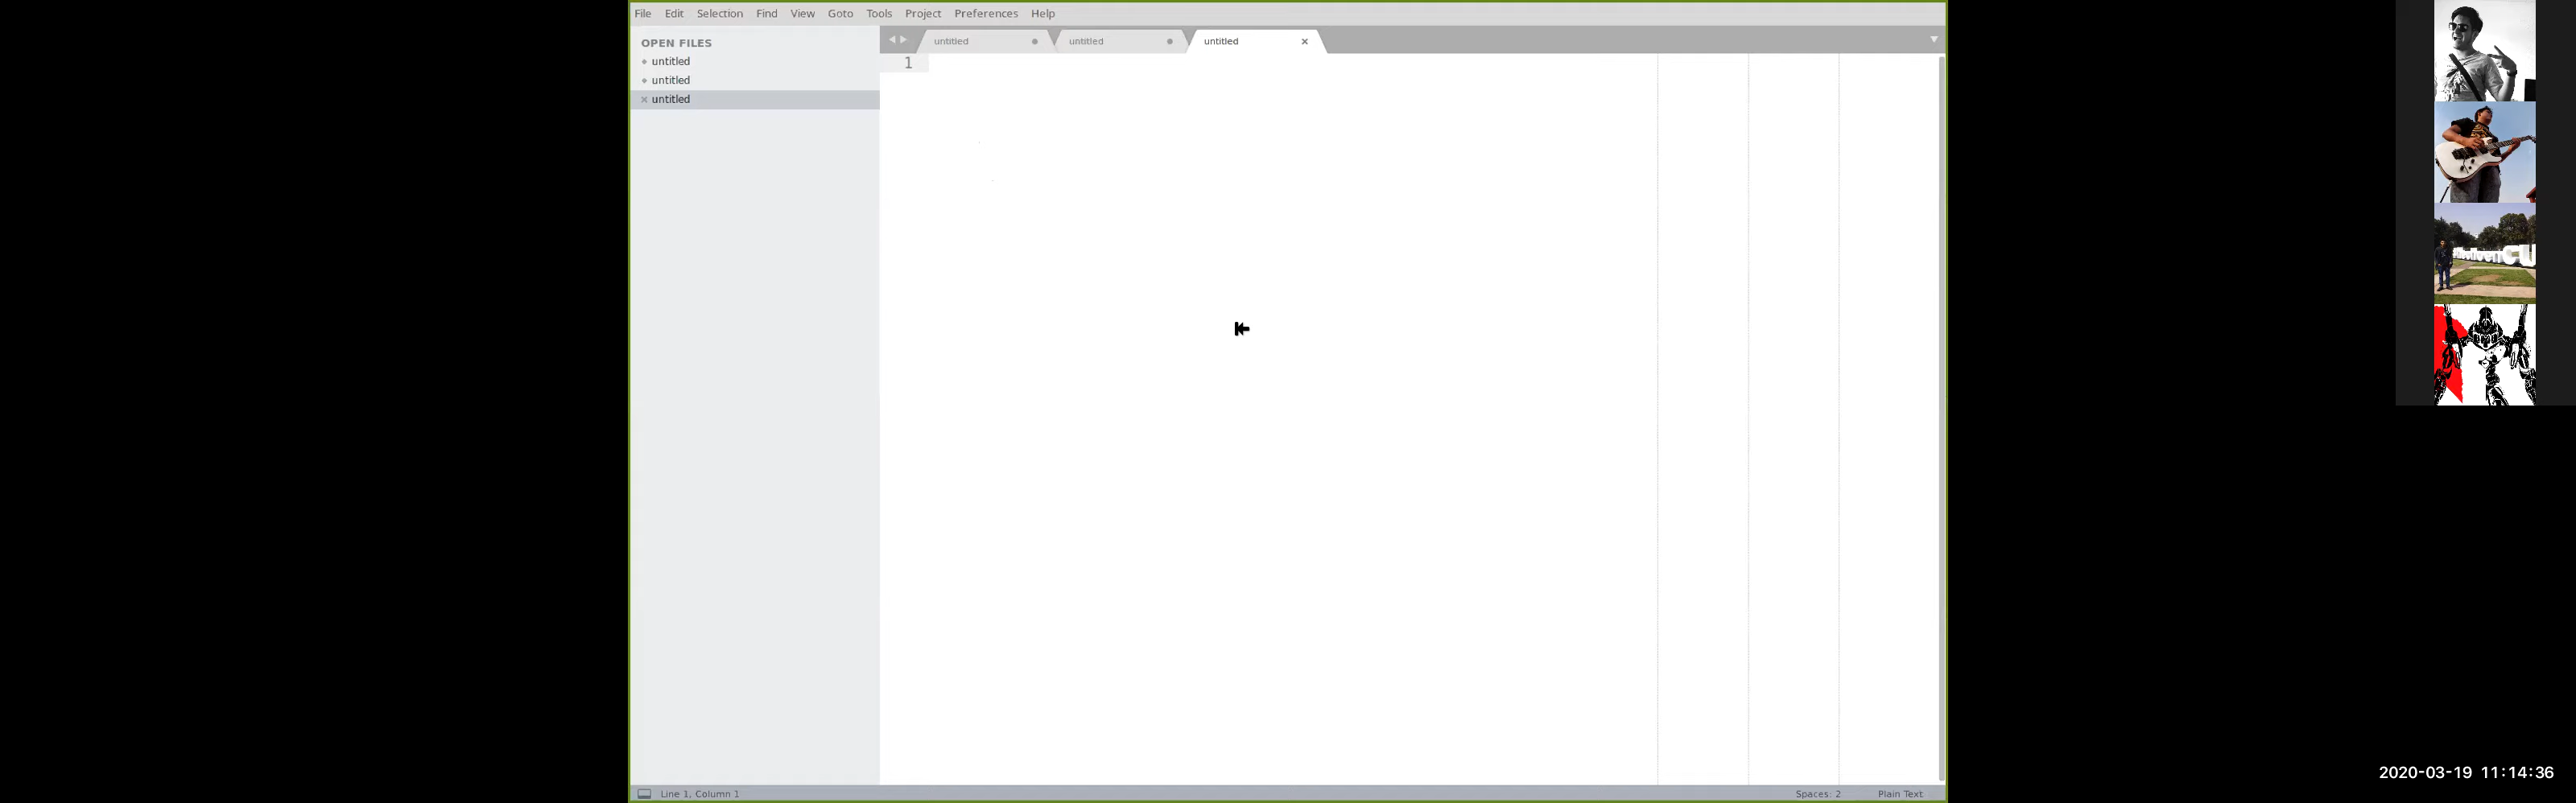 File Edit Selection Find View Goto Tools Project Preferences Help
OPEN FILES
untitled
untitled
untitled
untitled untitled untitled
1
Line 1, Column 1 Spaces: 2 Plain Text
2020-03-19 11:14:36